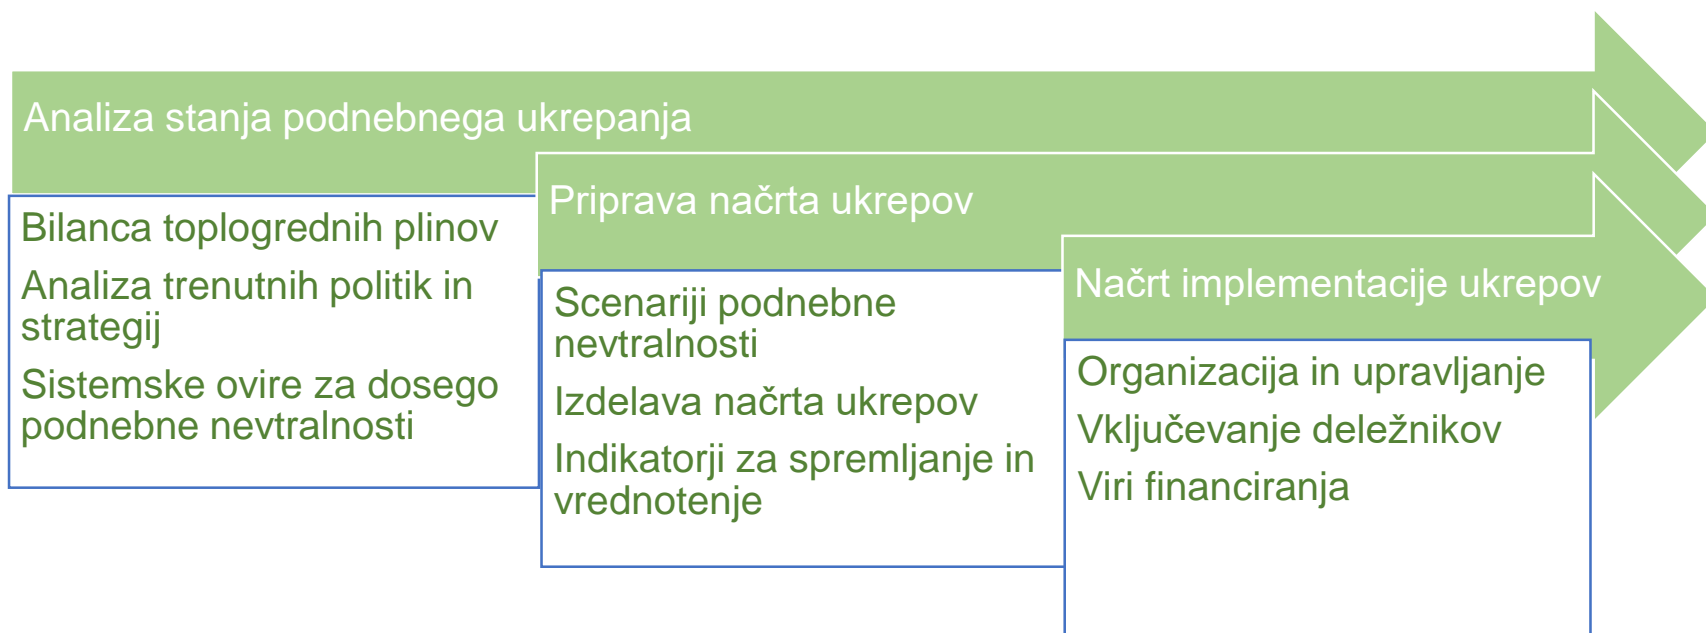 Analiza stanja podnebnega ukrepanja
Bilanca toplogrednih plinov
Analiza trenutnih politik in
strategij
Sistemske ovire za dosego
podnebne nevtralnosti
Priprava načrta ukrepov
Scenariji podnebne
nevtralnosti
Izdelava načrta ukrepov
Indikatorji za spremljanje in
vrednotenje
Načrt implementacije ukrepov
Organizacija in upravljanje
Vključevanje deležnikov
Viri financiranja